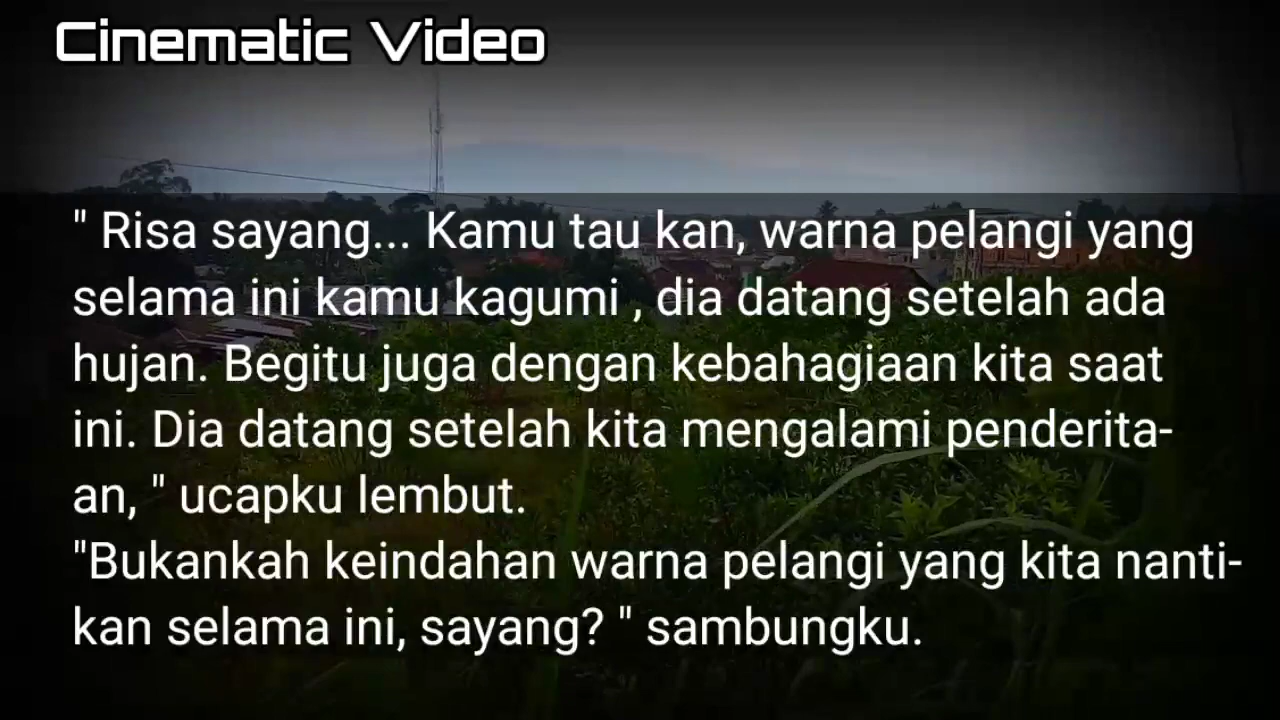 Cinematic Video
" Risa sayang... Kamu tau kan, warna pelangi yang
selama ini kamu kagumi , dia datang setelah ada
hujan. Begitu juga dengan kebahagiaan kita saat
ini. Dia datang setelah kita mengalami penderita-
an, " ucapku lembut.
"Bukankah keindahan warna pelangi yang kita nanti-
kan selama ini, sayang? " sambungku.